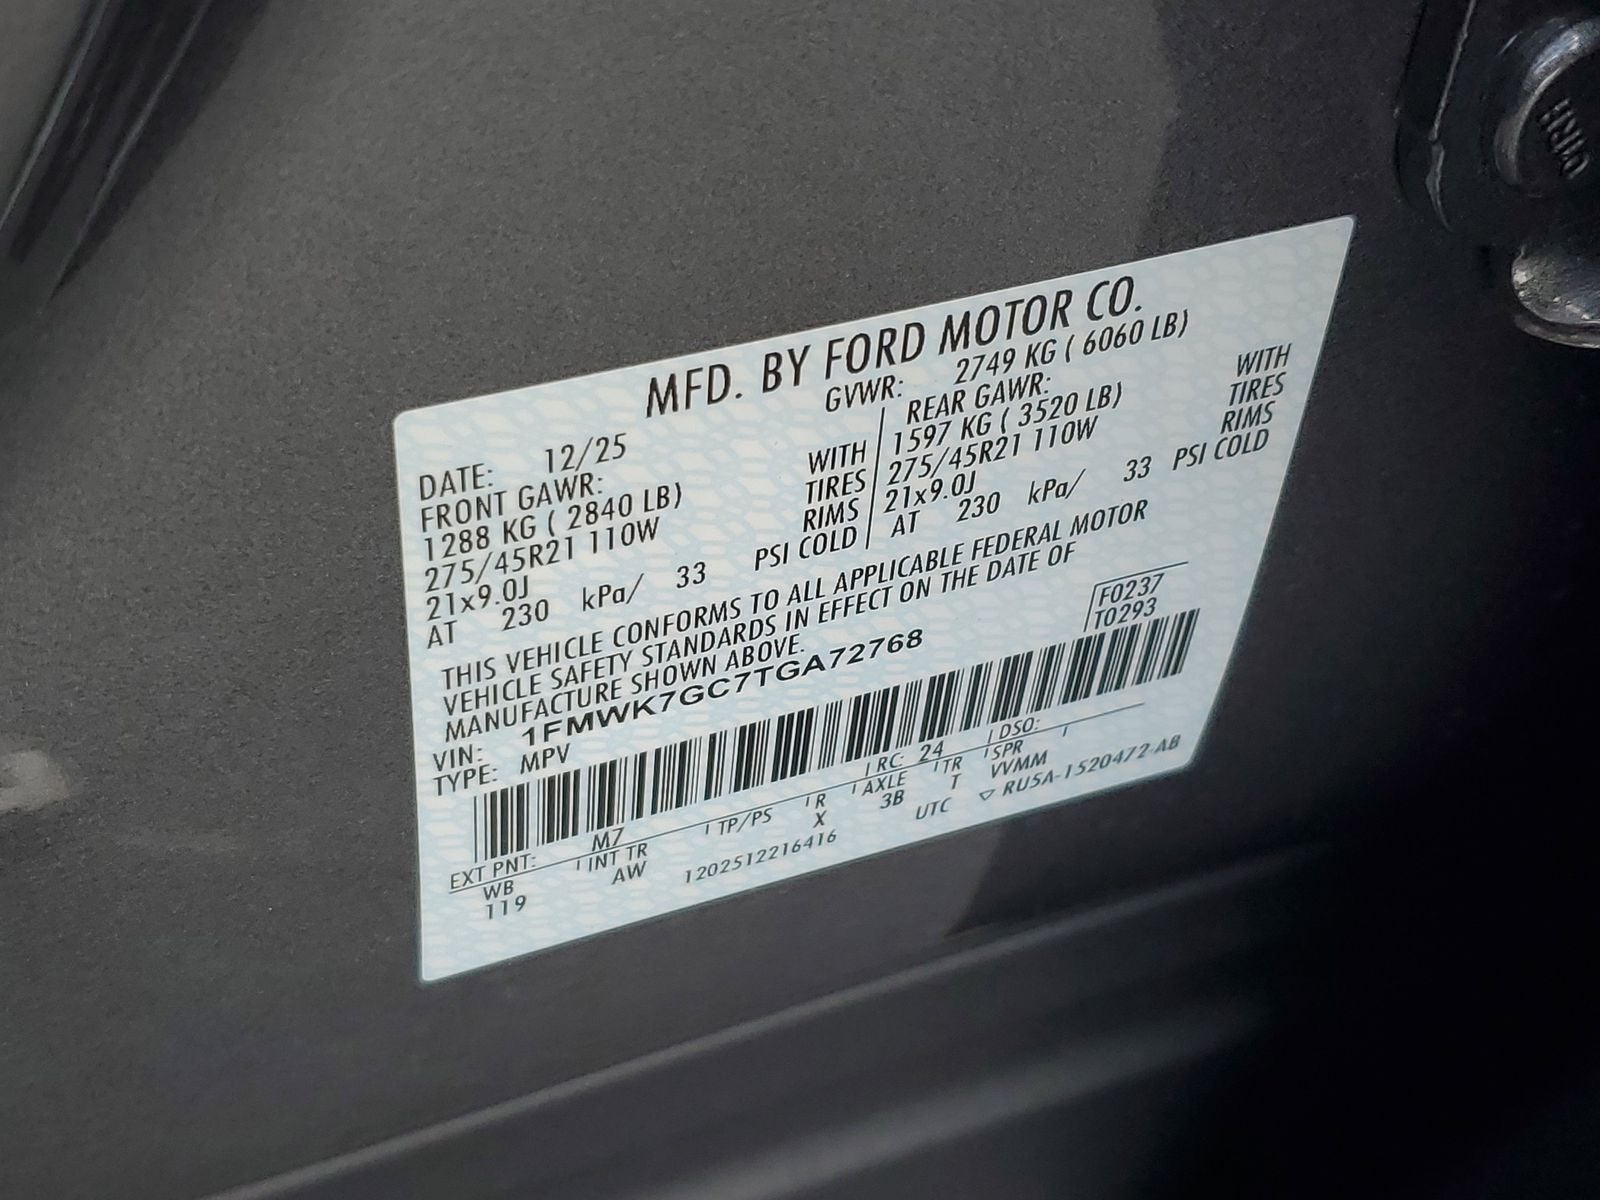 MFD. BY FORD MOTOR CO.
GVWR: 2749 KG ( 6060 LB)
DATE: 12/25
FRONT GAWR:
1288 KG ( 2840 LB) WITH
275/45R21 110W TIRES
21x9.0J RIMS
AT 230 kPa/ 33 PSI COLD
REAR GAWR:
1597 KG ( 3520 LB) WITH
275/45R21 110W TIRES
21x9.0J RIMS
AT 230 kPa/ 33 PSI COLD
THIS VEHICLE CONFORMS TO ALL APPLICABLE FEDERAL MOTOR
VEHICLE SAFETY STANDARDS IN EFFECT ON THE DATE OF
MANUFACTURE SHOWN ABOVE.
F0237
T0293
VIN: 1FMWK7GC7TGA72768
TYPE: MPV
EXT PNT: M7 RC: 24 DSO:
WB INT TR TP/PS R AXLE TR SPR
119 AW X 3B T VVMM
1202512216416 UTC RU5A-1520472-AB